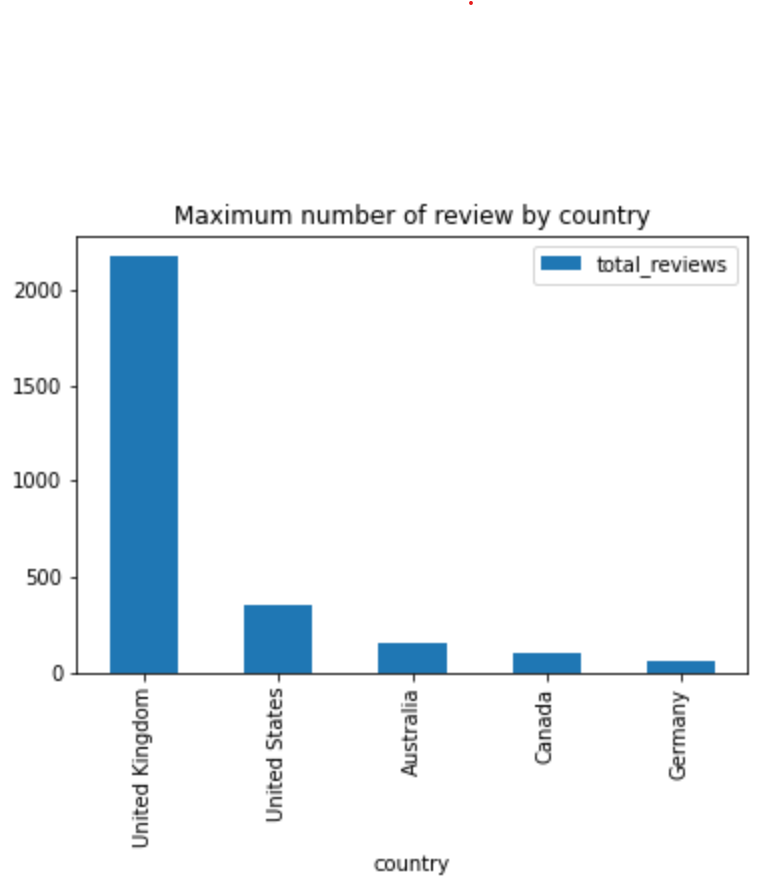 Maximum number of review by country
total_reviews
2000
1500
1000
500
0
United Kingdom
United States
Australia
Canada
Germany
country